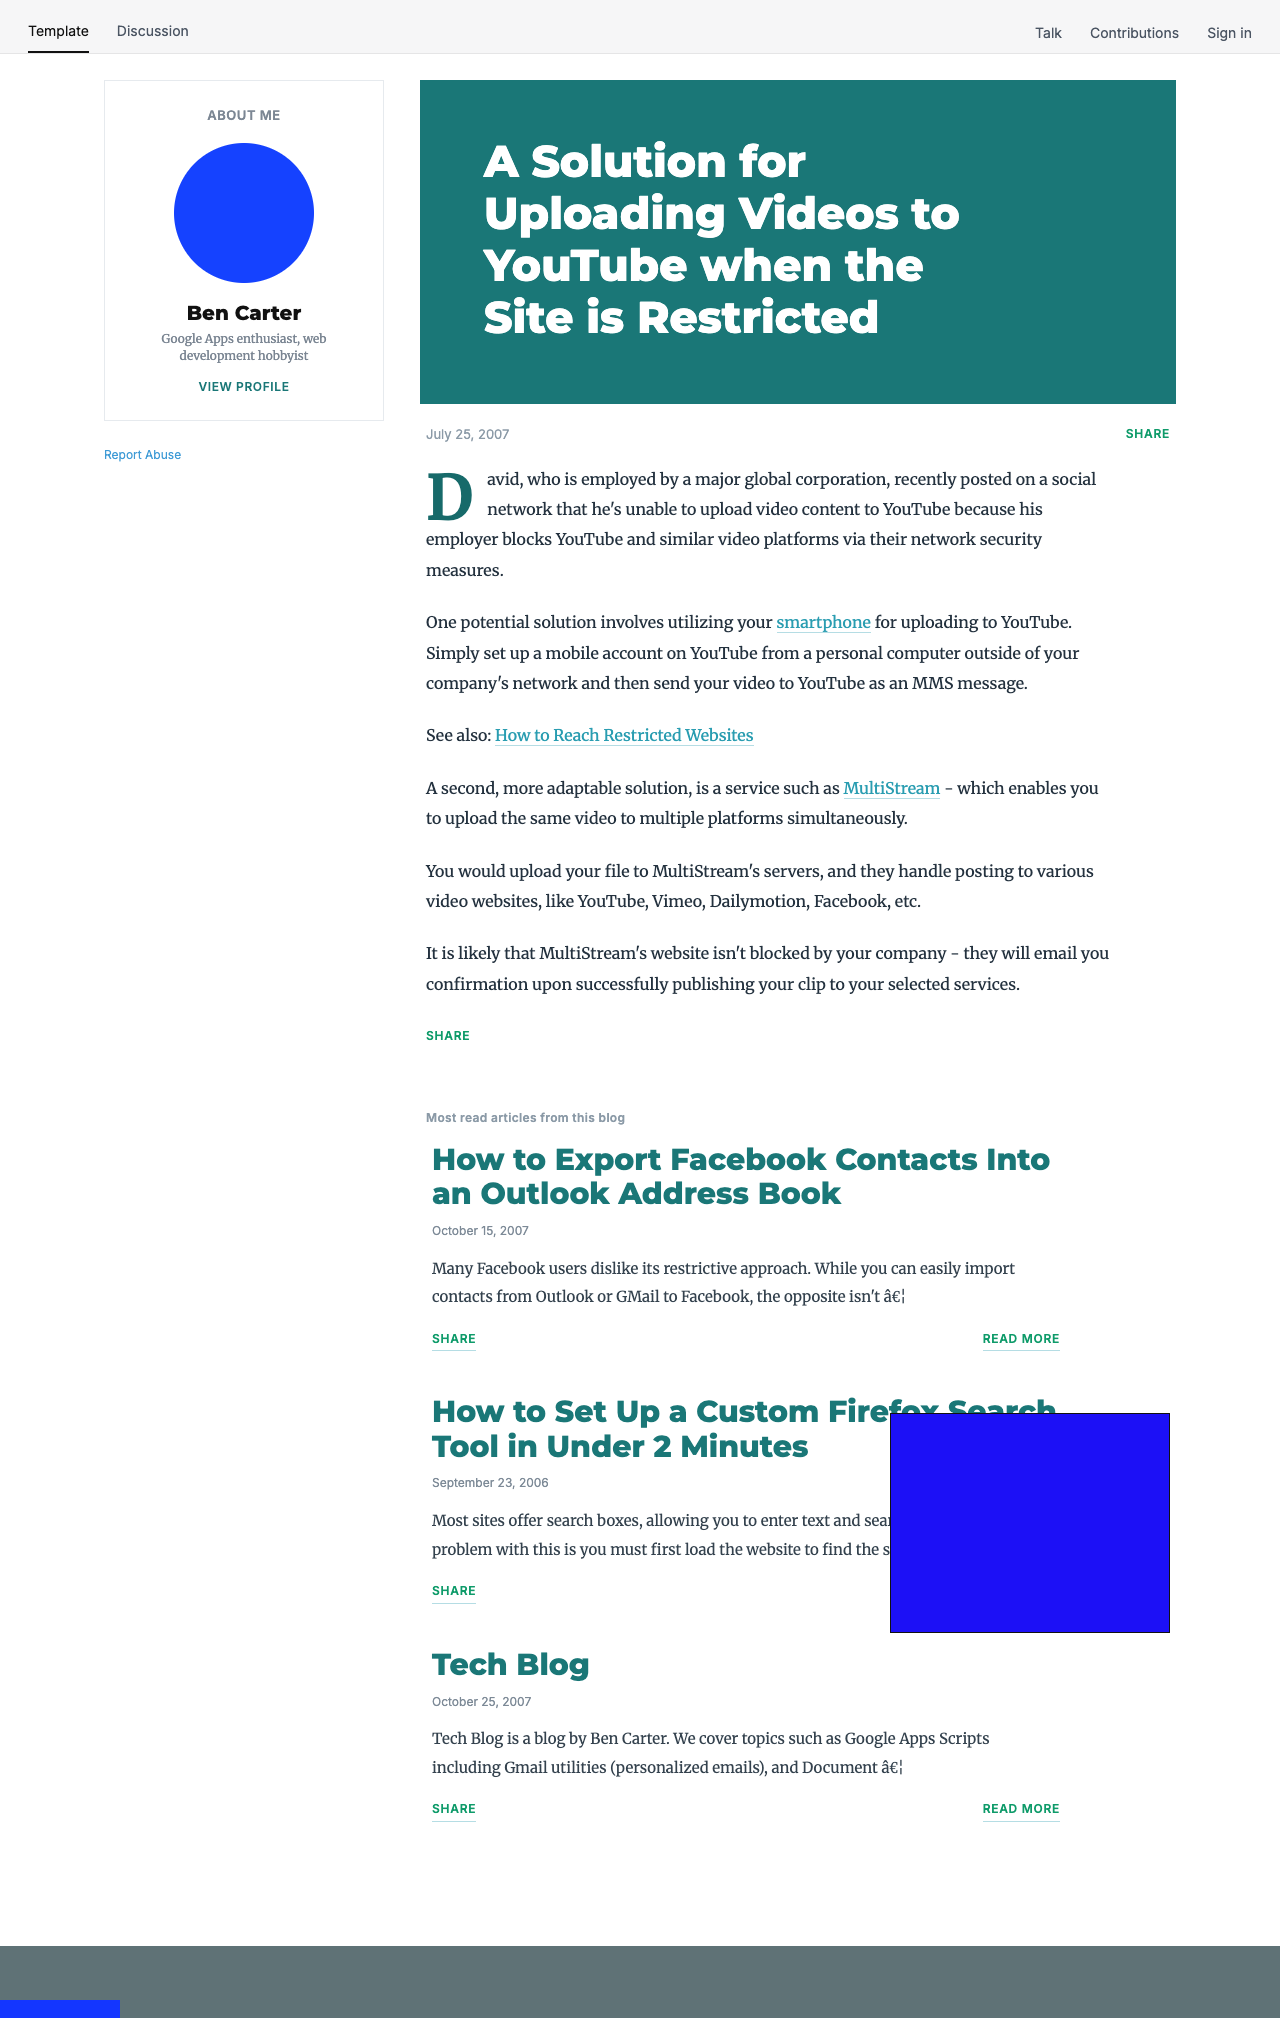 Template
Discussion
Talk
Contributions
Sign in
ABOUT ME
Ben Carter
Google Apps enthusiast, web
development hobbyist
VIEW PROFILE
Report Abuse
A Solution for
Uploading Videos to
YouTube when the
Site is Restricted
July 25, 2007
SHARE
David, who is employed by a major global corporation, recently posted on a social
network that he's unable to upload video content to YouTube because his
employer blocks YouTube and similar video platforms via their network security
measures.
One potential solution involves utilizing your smartphone for uploading to YouTube.
Simply set up a mobile account on YouTube from a personal computer outside of your
company's network and then send your video to YouTube as an MMS message.
See also: How to Reach Restricted Websites
A second, more adaptable solution, is a service such as MultiStream - which enables you
to upload the same video to multiple platforms simultaneously.
You would upload your file to MultiStream's servers, and they handle posting to various
video websites, like YouTube, Vimeo, Dailymotion, Facebook, etc.
It is likely that MultiStream's website isn't blocked by your company - they will email you
confirmation upon successfully publishing your clip to your selected services.
SHARE
Most read articles from this blog
How to Export Facebook Contacts Into
an Outlook Address Book
October 15, 2007
Many Facebook users dislike its restrictive approach. While you can easily import
contacts from Outlook or GMail to Facebook, the opposite isn't â€¦
SHARE
READ MORE
How to Set Up a Custom Firefox Search
Tool in Under 2 Minutes
September 23, 2006
Most sites offer search boxes, allowing you to enter text and
problem with this is you must first load the website to find the
SHARE
Tech Blog
October 25, 2007
Tech Blog is a blog by Ben Carter. We cover topics such as Google Apps Scripts
including Gmail utilities (personalized emails), and Document â€¦
SHARE
READ MORE